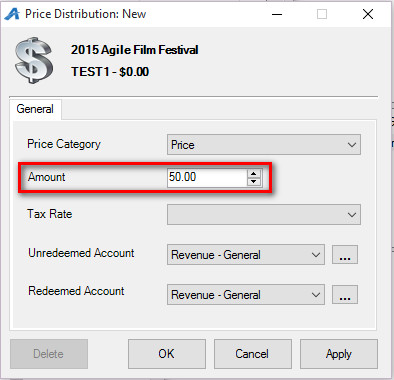 Price Distribution: New
2015 Agile Film Festival
TEST1 - $0.00
General
Price Category Price
Amount 50.00
Tax Rate
Unredeemed Account Revenue - General ...
Redeemed Account Revenue - General ...
Delete OK Cancel Apply